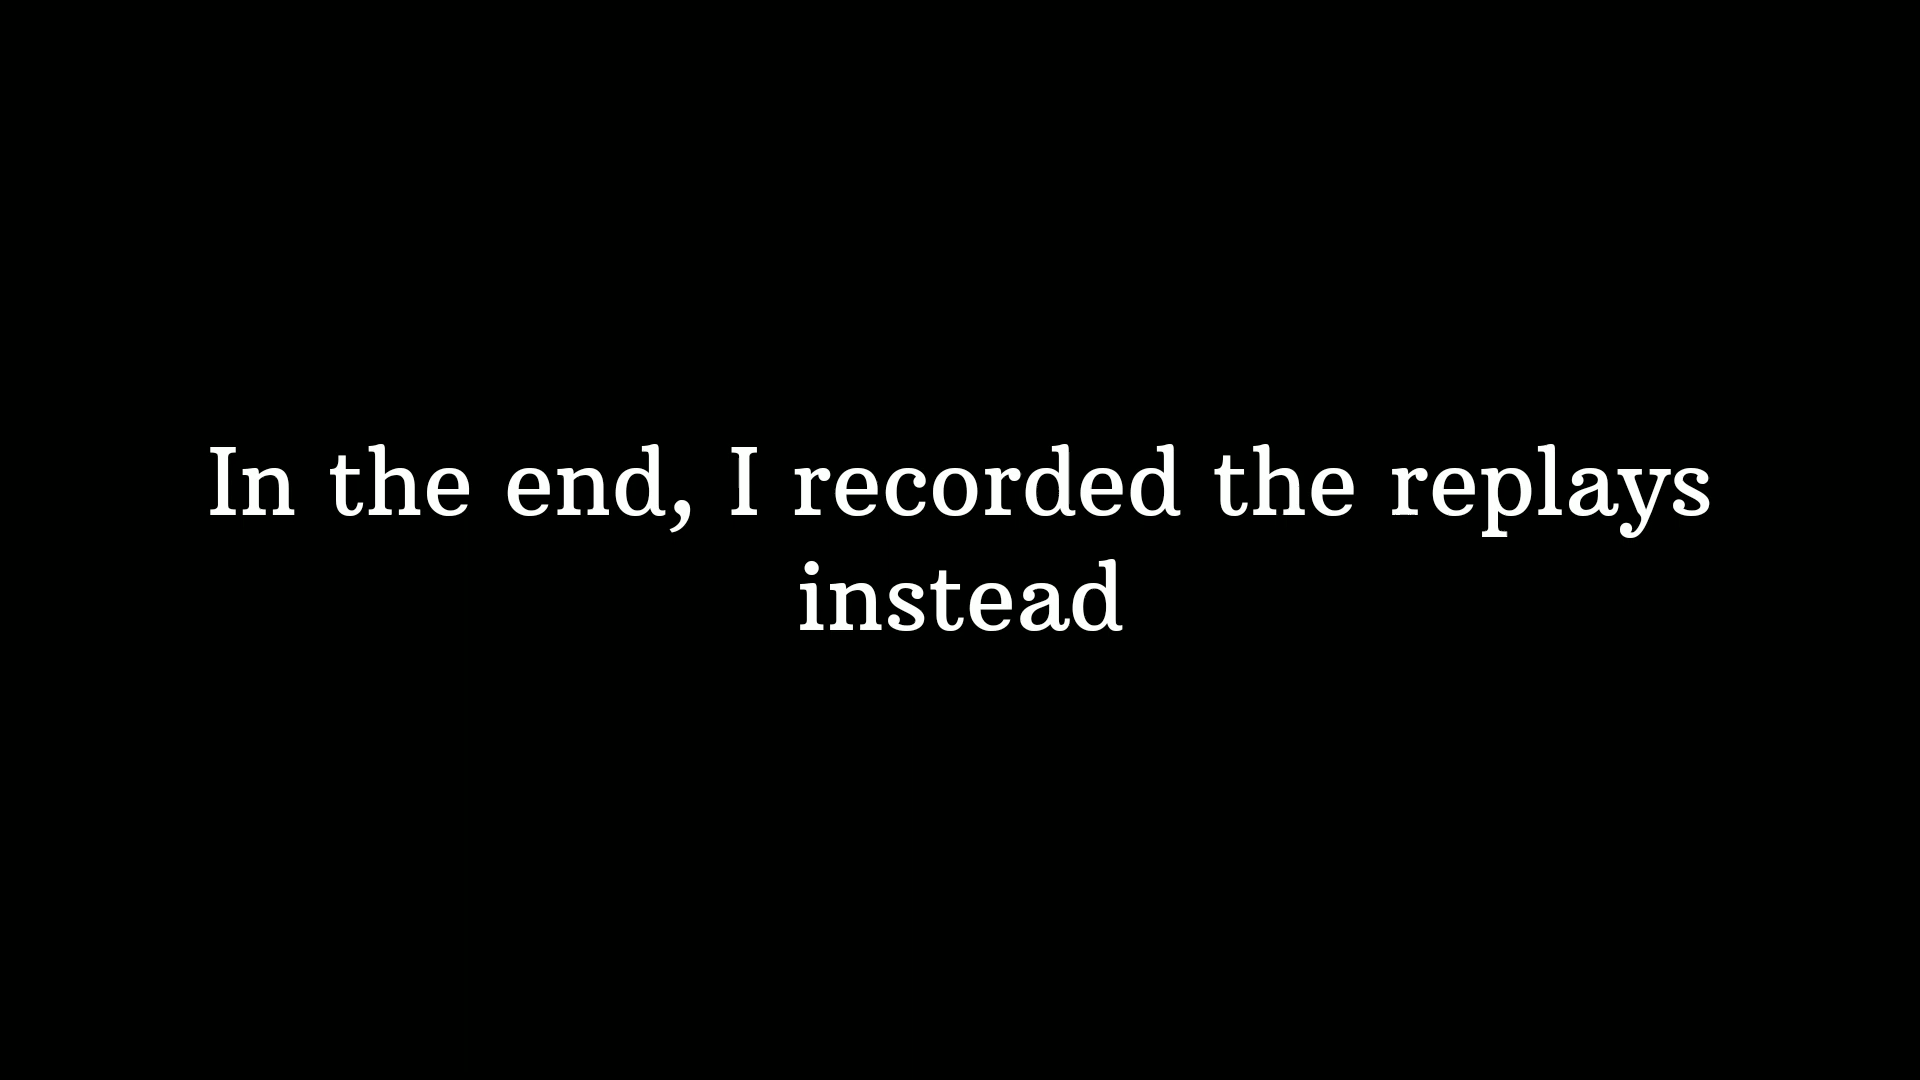 In the end, I recorded the replays
instead